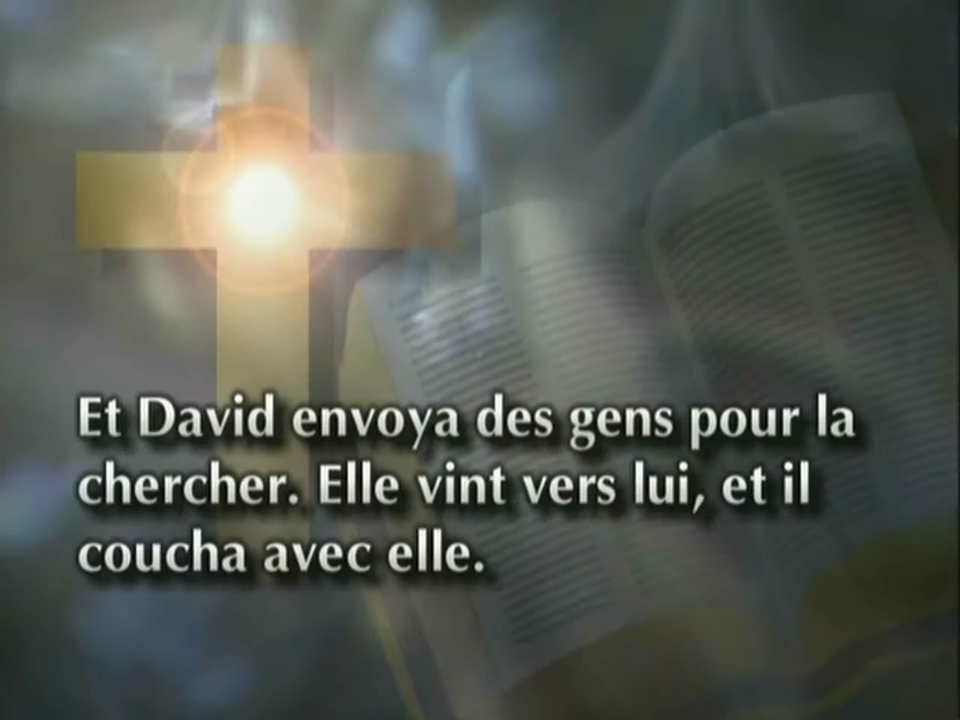 Et David envoya des gens pour la
chercher. Elle vint vers lui, et il
coucha avec elle.